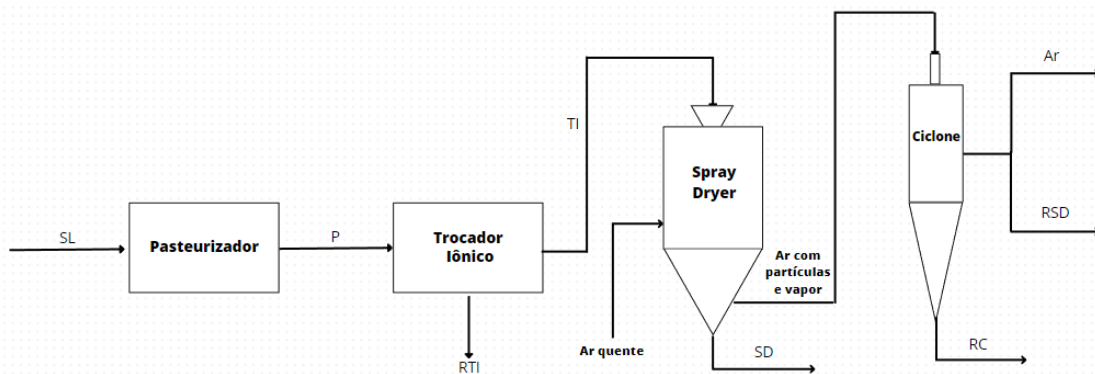 SL
Pasteurizador
P
Trocador
Iônico
RTI
TI
Spray
Dryer
Ar quente
SD
Ar com
partículas
e vapor
Ciclone
Ar
RSD
RC